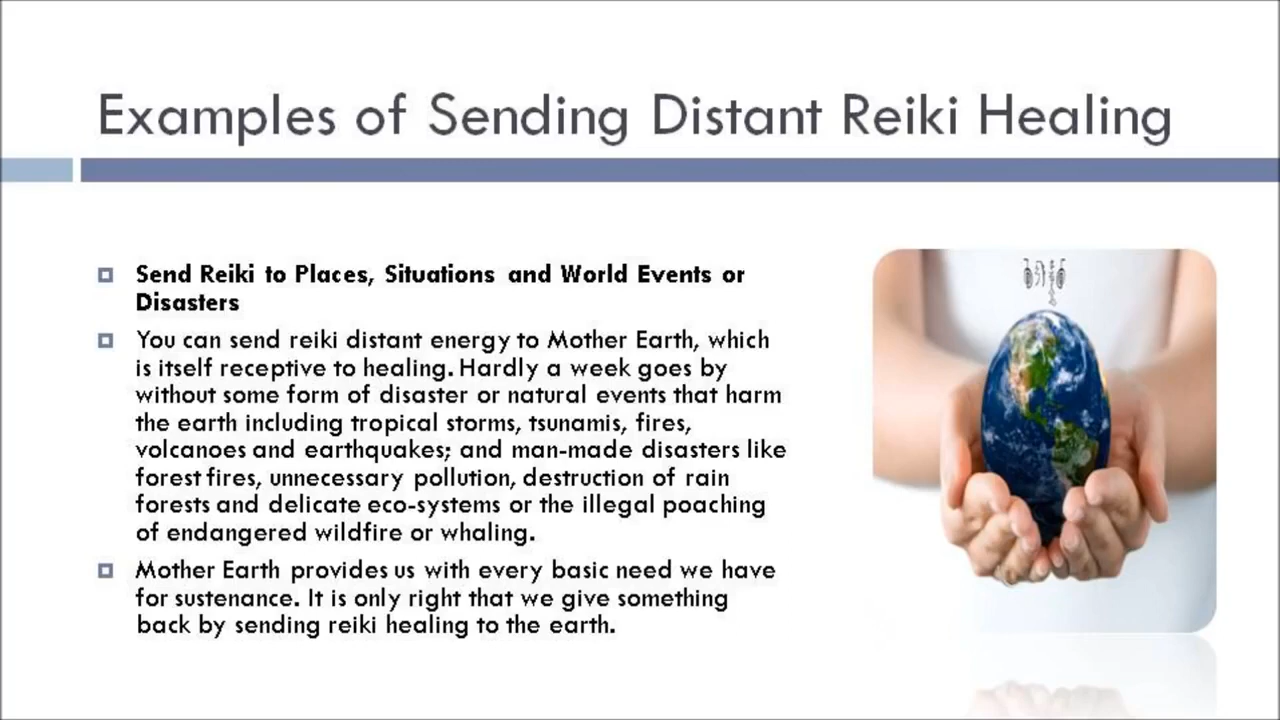 Examples of Sending Distant Reiki Healing
Send Reiki to Places, Situations and World Events or
Disasters
You can send reiki distant energy to Mother Earth, which
is itself receptive to healing. Hardly a week goes by
without some form of disaster or natural events that harm
the earth including tropical storms, tsunamis, fires,
volcanoes and earthquakes; and man-made disasters like
forest fires, unnecessary pollution, destruction of rain
forests and delicate eco-systems or the illegal poaching
of endangered wildfire or whaling.
Mother Earth provides us with every basic need we have
for sustenance. It is only right that we give something
back by sending reiki healing to the earth.